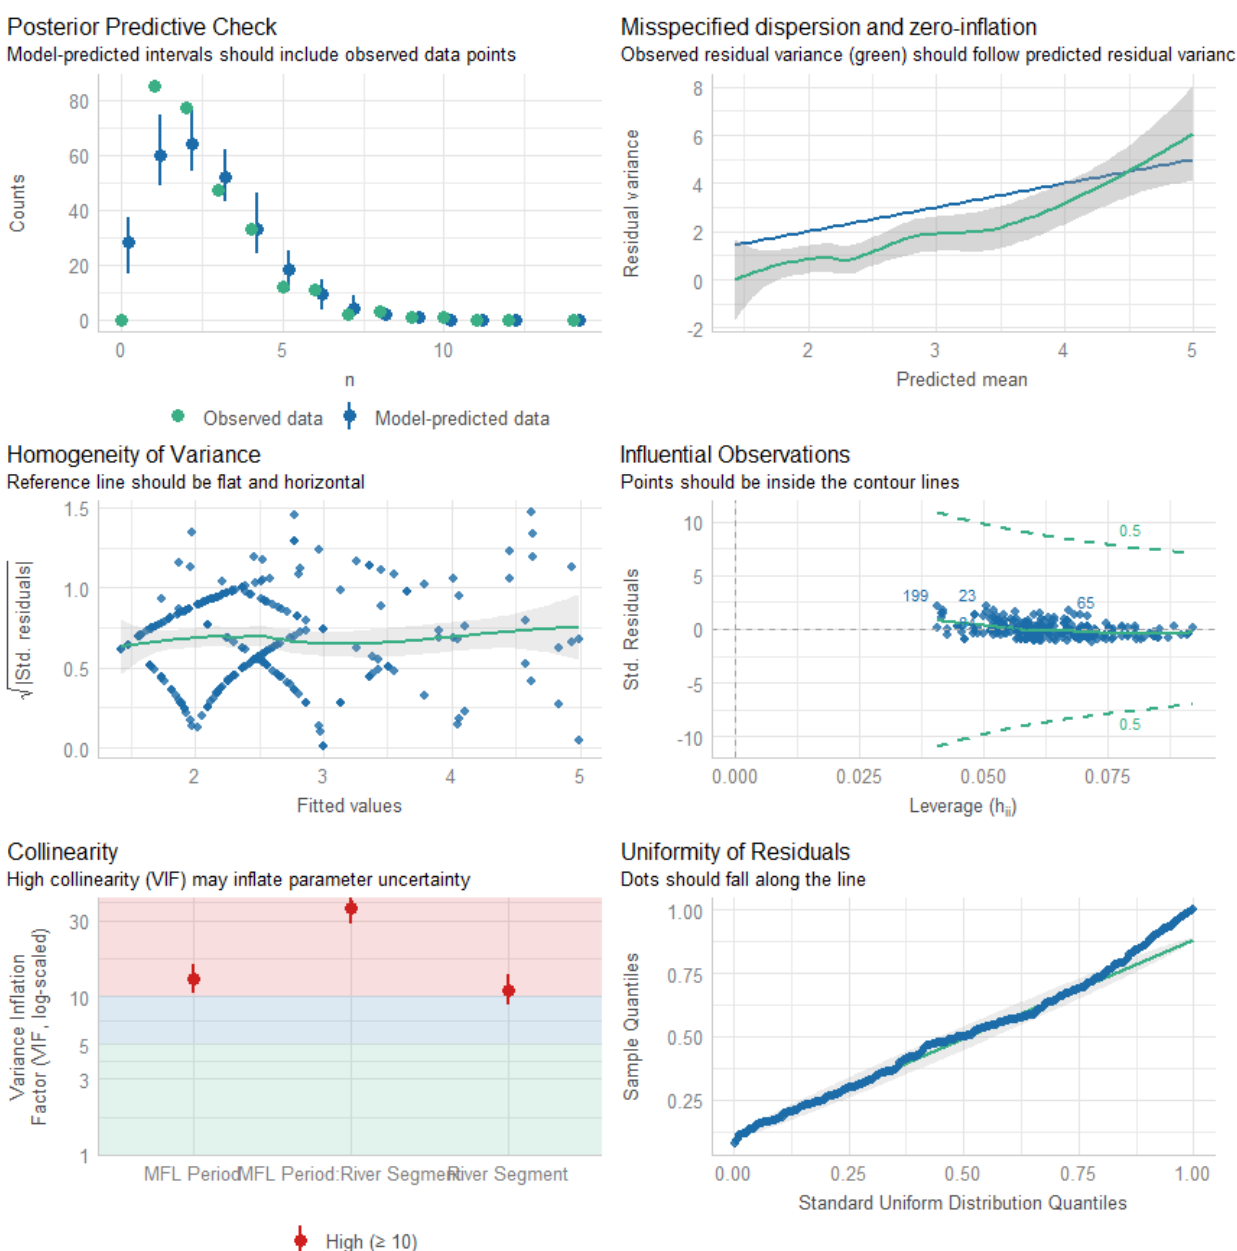 Posterior Predictive Check
Model-predicted intervals should include observed data points
Counts
80
60
40
20
0
0 5 10
n
Observed data Model-predicted data
Misspecified dispersion and zero-inflation
Observed residual variance (green) should follow predicted residual varianc
Residual variance
8
6
4
2
0
-2
2 3 4 5
Predicted mean
Homogeneity of Variance
Reference line should be flat and horizontal
√|Std. residuals|
1.5
1.0
0.5
0.0
2 3 4 5
Fitted values
Influential Observations
Points should be inside the contour lines
Std. Residuals
10
5
0
-5
-10
0.5
199 23 65
0.5
0.000 0.025 0.050 0.075
Leverage (hii)
Collinearity
High collinearity (VIF) may inflate parameter uncertainty
Variance Inflation
Factor (VIF, log-scaled)
30
10
5
3
1
MFL Period MFL Period:River Segment River Segment
High (≥ 10)
Uniformity of Residuals
Dots should fall along the line
Sample Quantiles
1.00
0.75
0.50
0.25
0.00 0.25 0.50 0.75 1.00
Standard Uniform Distribution Quantiles